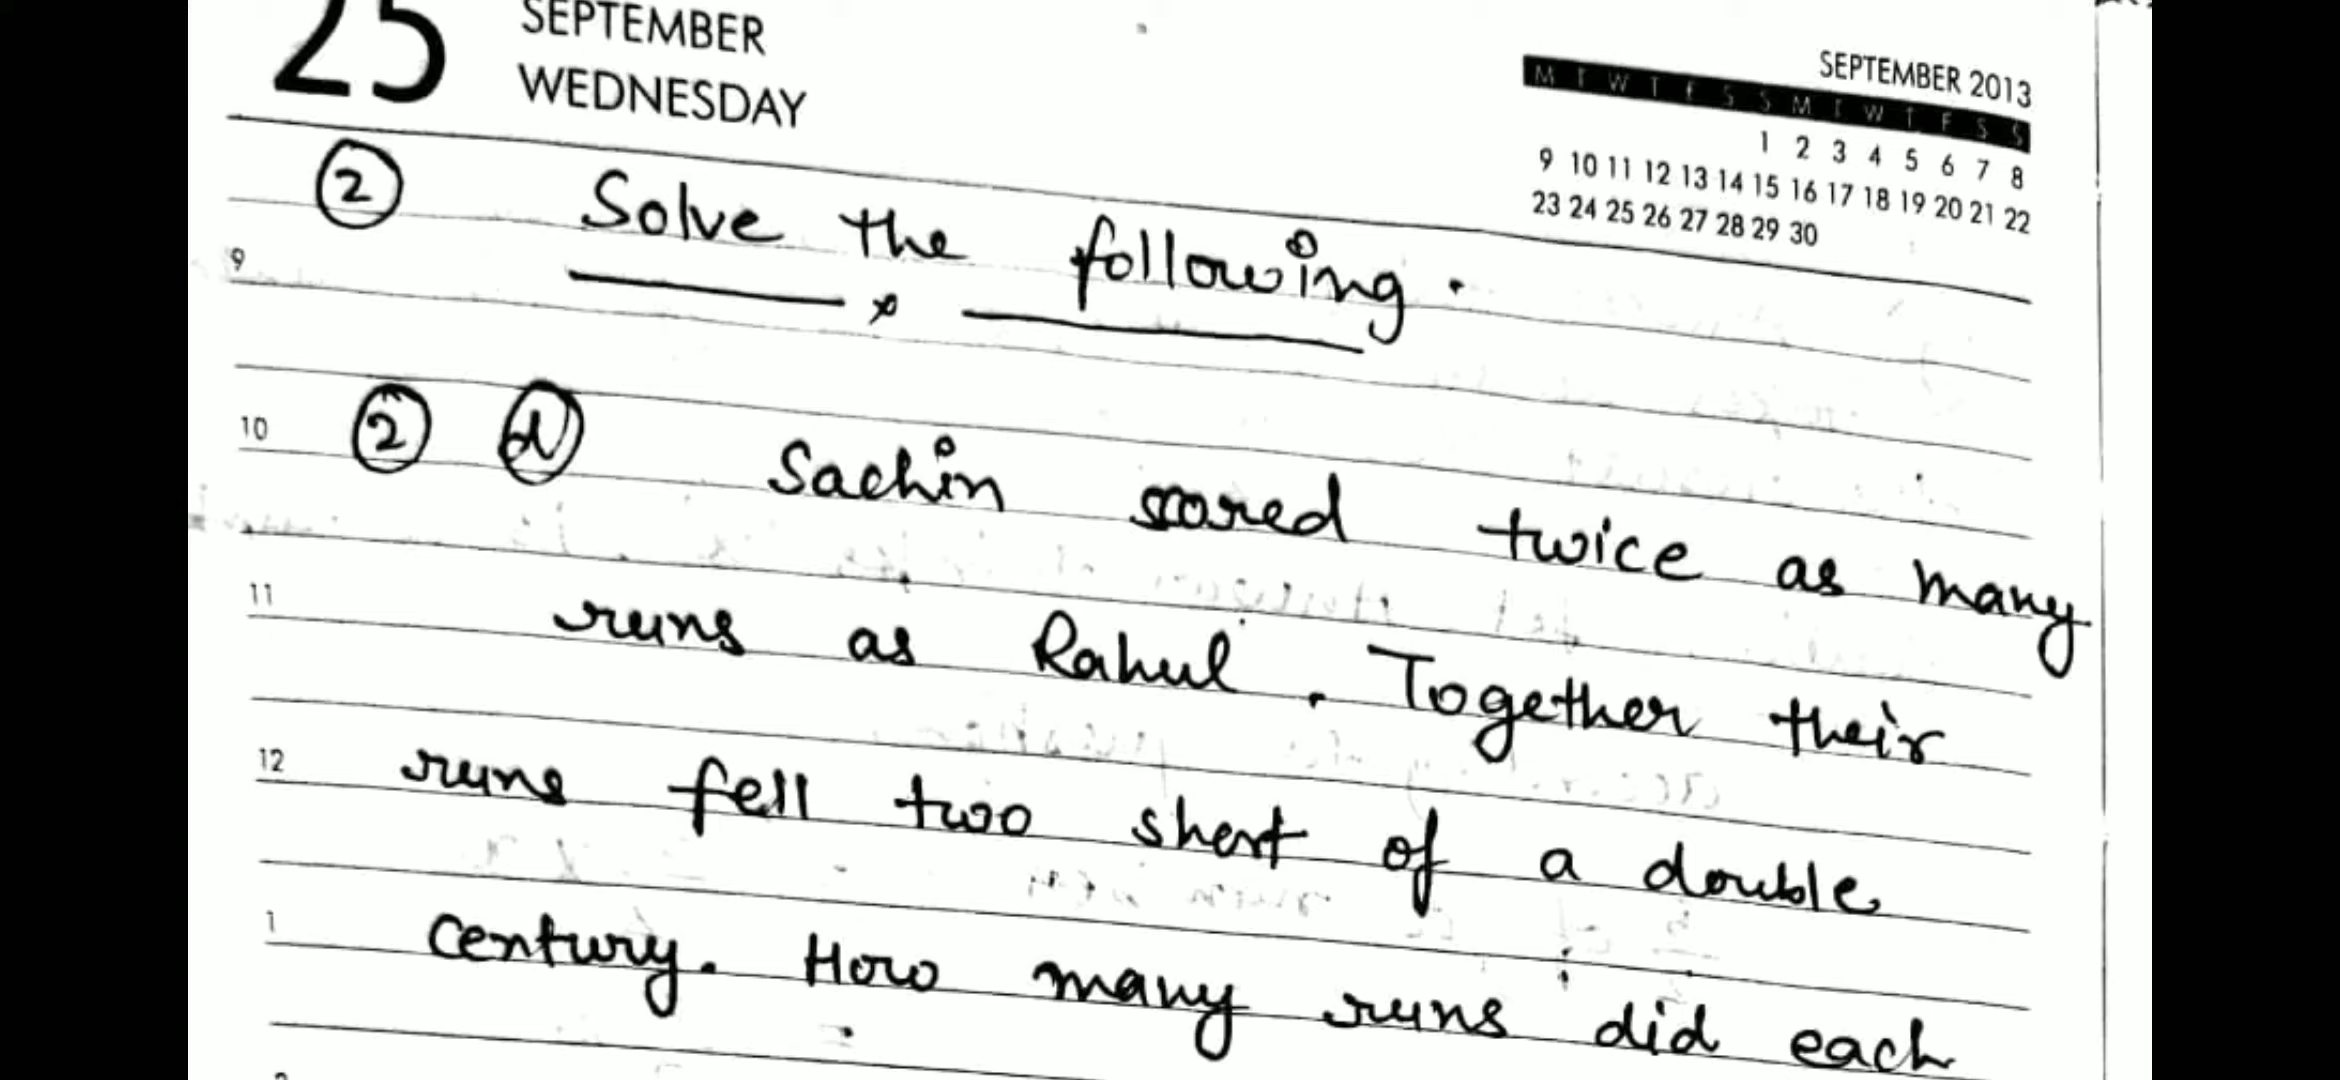 25 SEPTEMBER
WEDNESDAY
SEPTEMBER 2013
M T W T F S S M T W T F S S
1 2 3 4 5 6 7 8
9 10 11 12 13 14 15 16 17 18 19 20 21 22
23 24 25 26 27 28 29 30
2 Solve the following.
9
10 2 d Sachin scored twice as many
11 runs as Rahul. Together their
12 runs fell two short of a double
1 century. How many runs did each